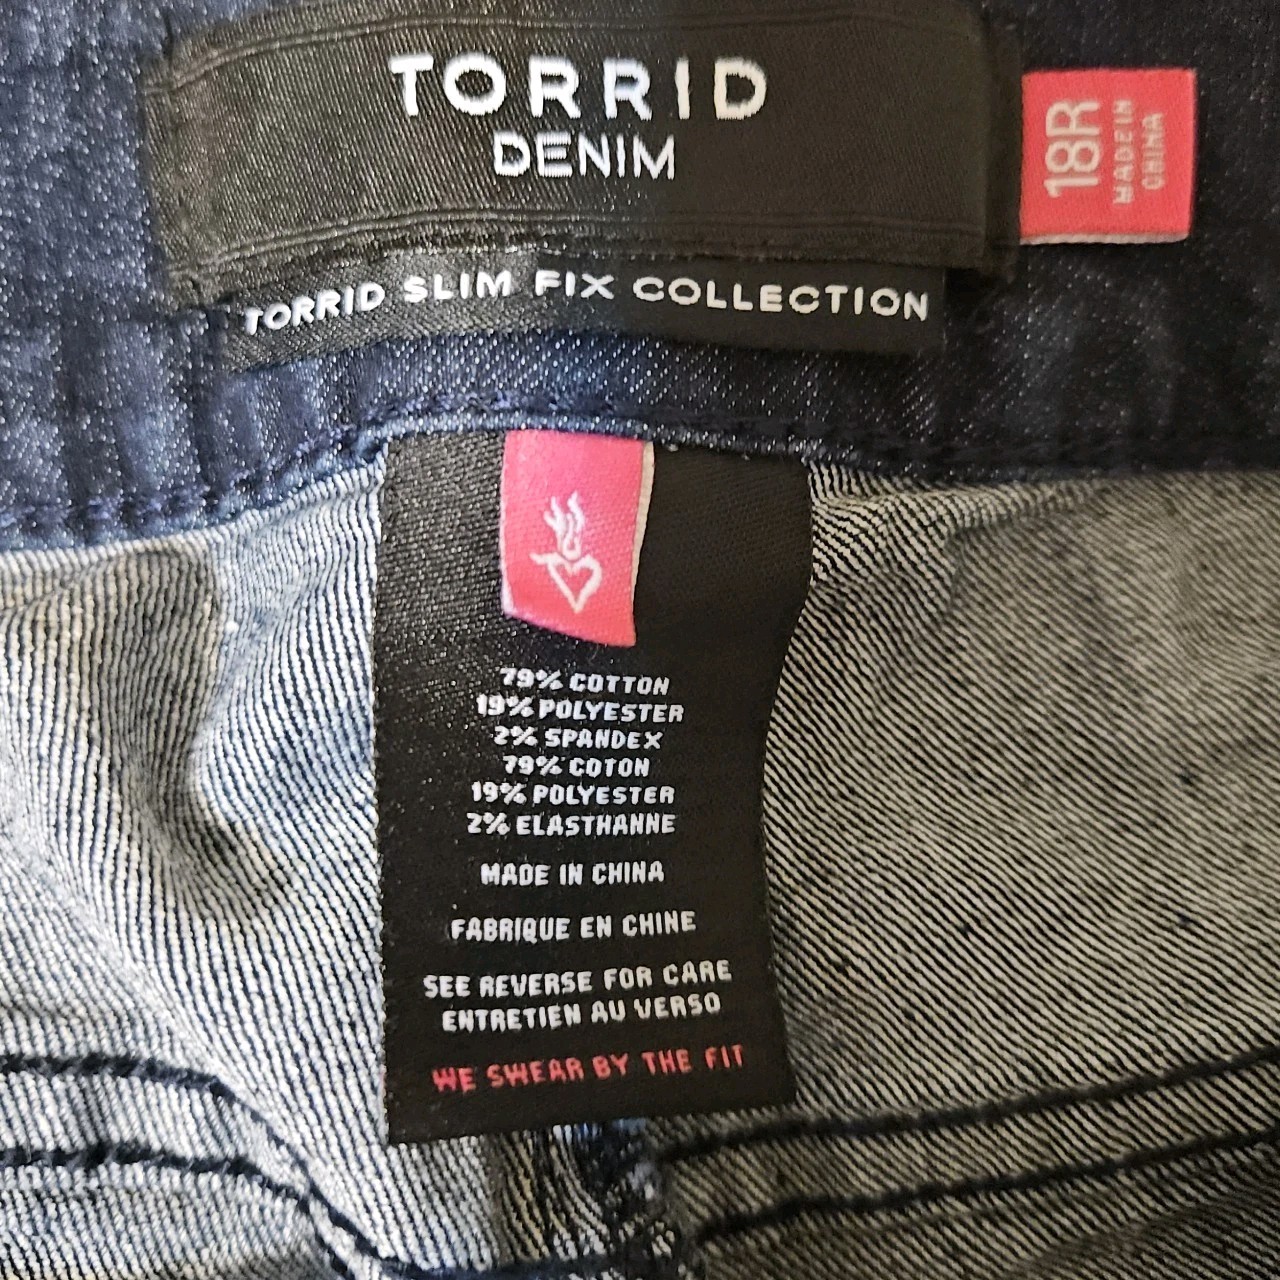 TORRID
DENIM
18R
MADE IN
CHINA
TORRID SLIM FIX COLLECTION
79% COTTON
19% POLYESTER
2% SPANDEX
79% COTON
19% POLYESTER
2% ELASTHANNE
MADE IN CHINA
FABRIQUE EN CHINE
SEE REVERSE FOR CARE
ENTRETIEN AU VERSO
WE SWEAR BY THE FIT